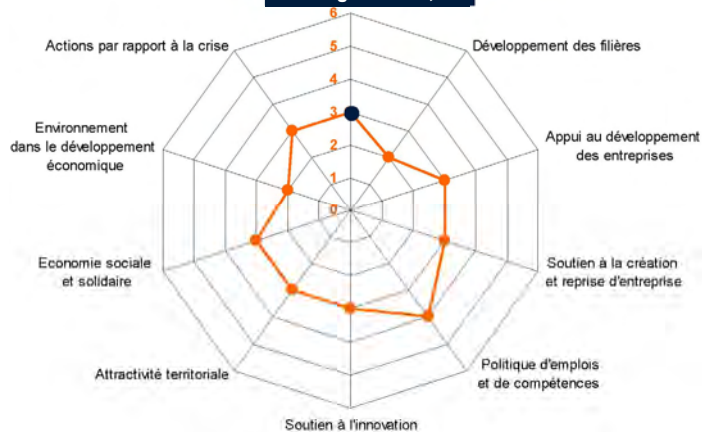 6
5
4
3
2
1
0
Développement des filières
Appui au développement
des entreprises
Soutien à la création
et reprise d'entreprise
Politique d'emplois
et de compétences
Soutien à l'innovation
Attractivité territoriale
Economie sociale
et solidaire
Environnement
dans le développement
économique
Actions par rapport à la crise